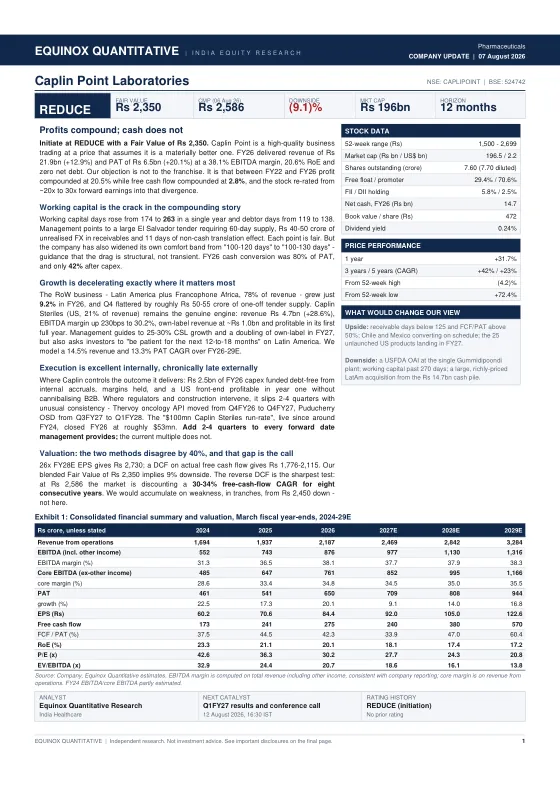 EQUINOX QUANTITATIVE | INDIA EQUITY RESEARCH
Pharmaceuticals
COMPANY UPDATE | 07 August 2026
Caplin Point Laboratories
NSE: CAPLIPOINT | BSE: 524742
REDUCE
FAIR VALUE
Rs 2,350
CMP (06 Aug 26)
Rs 2,586
DOWNSIDE
(9.1)%
MKT CAP
Rs 196bn
HORIZON
12 months
Profits compound; cash does not
Initiate at REDUCE with a Fair Value of Rs 2,350. Caplin Point is a high-quality business
trading at a price that assumes it is a materially better one. FY26 delivered revenue of Rs
21.9bn (+12.9%) and PAT of Rs 6.5bn (+20.1%) at a 38.1% EBITDA margin, 20.6% RoE and
zero net debt. Our objection is not to the franchise. It is that between FY22 and FY26 profit
compounded at 20.5% while free cash flow compounded at 2.8%, and the stock re-rated from
~20x to 30x forward earnings into that divergence.
Working capital is the crack in the compounding story
Working capital days rose from 174 to 263 in a single year and debtor days from 119 to 138.
Management points to a large El Salvador tender requiring 60-day supply, Rs 40-50 crore of
unrealised FX in receivables and 11 days of non-cash translation effect. Each point is fair. But
the company has also widened its own comfort band from "100-120 days" to "100-130 days" -
guidance that the drag is structural, not transient. FY26 cash conversion was 80% of PAT,
and only 42% after capex.
Growth is decelerating exactly where it matters most
The RoW business - Latin America plus Francophone Africa, 78% of revenue - grew just
9.2% in FY26, and Q4 flattered by roughly Rs 50-55 crore of one-off tender supply. Caplin
Steriles (US, 21% of revenue) remains the genuine engine: revenue Rs 4.7bn (+28.6%),
EBITDA margin up 230bps to 30.2%, own-label revenue at ~Rs 1.0bn and profitable in its first
full year. Management guides to 25-30% CSL growth and a doubling of own-label in FY27,
but also asks investors to "be patient for the next 12-to-18 months" on Latin America. We
model a 14.5% revenue and 13.3% PAT CAGR over FY26-29E.
Execution is excellent internally, chronically late externally
Where Caplin controls the outcome it delivers: Rs 2.5bn of FY26 capex funded debt-free from
internal accruals, margins held, and a US front-end profitable in year one without
cannibalising B2B. Where regulators and construction intervene, it slips 2-4 quarters with
unusual consistency - Thervoy oncology API moved from Q4FY26 to Q4FY27, Puducherry
OSD from Q3FY27 to Q1FY28. The "$100mn Caplin Steriles run-rate", live since around
FY24, closed FY26 at roughly $53mn. Add 2-4 quarters to every forward date
management provides; the current multiple does not.
Valuation: the two methods disagree by 40%, and that gap is the call
26x FY28E EPS gives Rs 2,730; a DCF on actual free cash flow gives Rs 1,776-2,115. Our
blended Fair Value of Rs 2,350 implies 9% downside. The reverse DCF is the sharpest test:
at Rs 2,586 the market is discounting a 30-34% free-cash-flow CAGR for eight
consecutive years. We would accumulate on weakness, in tranches, from Rs 2,450 down -
not here.
STOCK DATA
52-week range (Rs) 1,500 - 2,699
Market cap (Rs bn / US$ bn) 196.5 / 2.2
Shares outstanding (crore) 7.60 (7.70 diluted)
Free float / promoter 29.4% / 70.6%
FII / DII holding 5.8% / 2.5%
Net cash, FY26 (Rs bn) 14.7
Book value / share (Rs) 472
Dividend yield 0.24%
PRICE PERFORMANCE
1 year +31.7%
3 years / 5 years (CAGR) +42% / +23%
From 52-week high (4.2)%
From 52-week low +72.4%
WHAT WOULD CHANGE OUR VIEW
Upside: receivable days below 125 and FCF/PAT above
50%; Chile and Mexico converting on schedule; the 25
unlaunched US products landing in FY27.
Downside: a USFDA OAI at the single Gummidipoondi
plant; working capital past 270 days; a large, richly-priced
LatAm acquisition from the Rs 14.7bn cash pile.
Exhibit 1: Consolidated financial summary and valuation, March fiscal year-ends, 2024-29E
Rs crore, unless stated 2024 2025 2026 2027E 2028E 2029E
Revenue from operations 1,694 1,937 2,187 2,469 2,842 3,284
EBITDA (incl. other income) 552 743 876 977 1,130 1,316
EBITDA margin (%) 31.3 36.5 38.1 37.7 37.9 38.3
Core EBITDA (ex-other income) 485 647 761 852 995 1,166
core margin (%) 28.6 33.4 34.8 34.5 35.0 35.5
PAT 461 541 650 709 808 944
growth (%) 22.5 17.3 20.1 9.1 14.0 16.8
EPS (Rs) 60.2 70.6 84.4 92.0 105.0 122.6
Free cash flow 173 241 275 240 380 570
FCF / PAT (%) 37.5 44.5 42.3 33.9 47.0 60.4
RoE (%) 23.3 21.1 20.1 18.1 17.4 17.2
P/E (x) 42.6 36.3 30.2 27.7 24.3 20.8
EV/EBITDA (x) 32.9 24.4 20.7 18.6 16.1 13.8
Source: Company, Equinox Quantitative estimates. EBITDA margin is computed on total revenue including other income, consistent with company reporting; core margin is on revenue from
operations. FY24 EBITDA/core EBITDA partly estimated.
ANALYST
Equinox Quantitative Research
India Healthcare
NEXT CATALYST
Q1FY27 results and conference call
12 August 2026, 16:30 IST
RATING HISTORY
REDUCE (initiation)
No prior rating
EQUINOX QUANTITATIVE | Independent research. Not investment advice. See important disclosures on the final page.
1